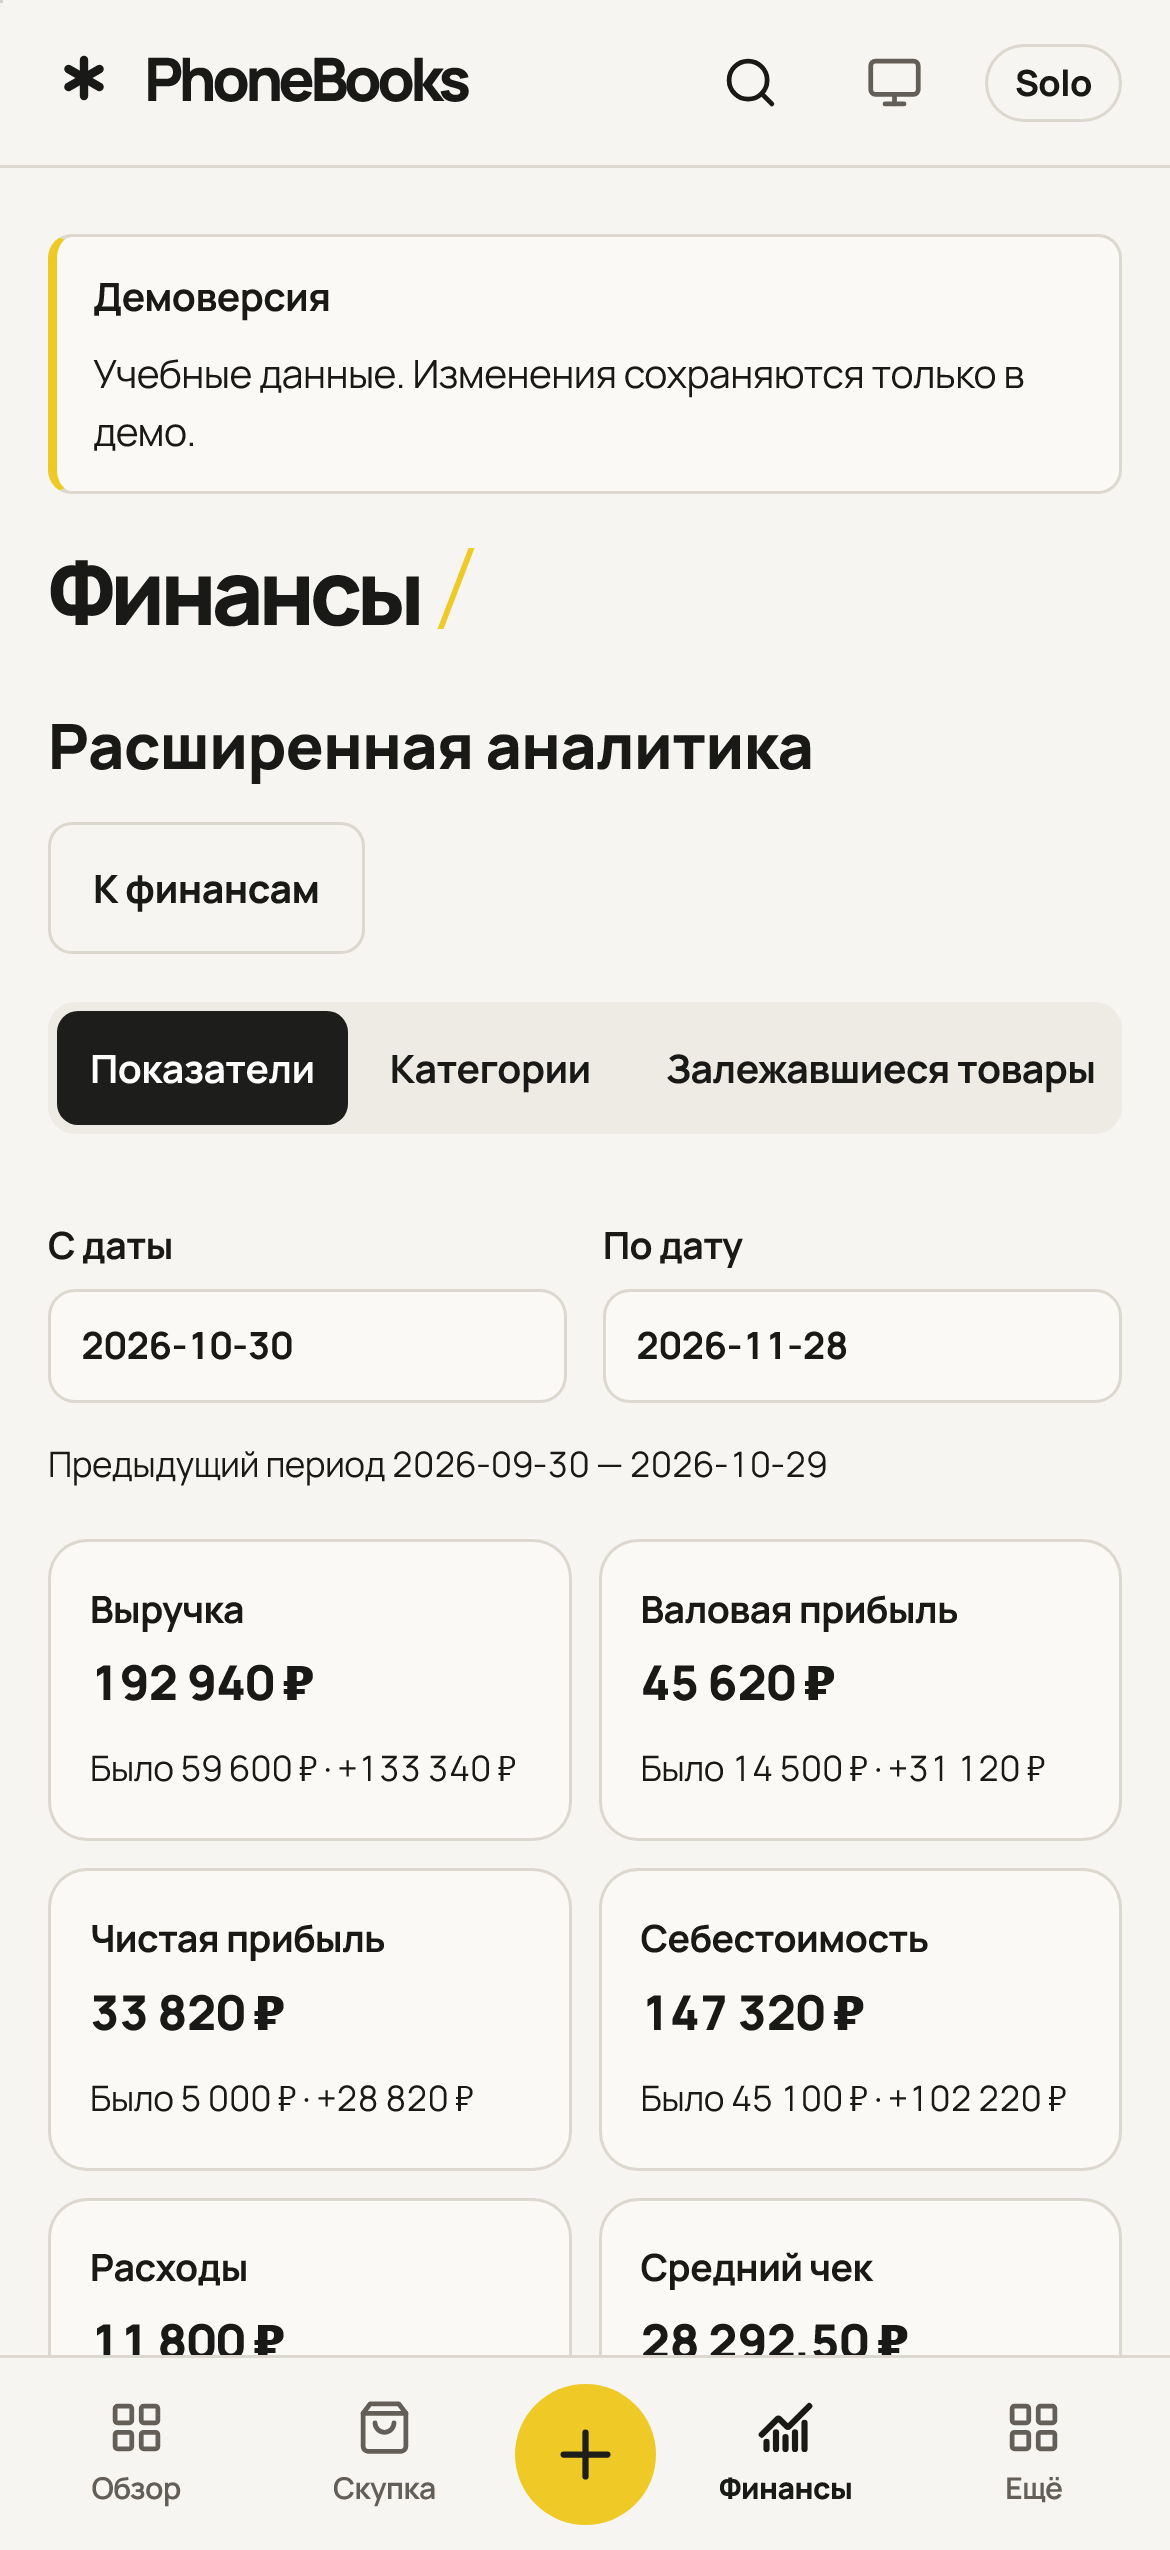 PhoneBooks
Solo
Демоверсия
Учебные данные. Изменения сохраняются только в
демо.
Финансы /
Расширенная аналитика
К финансам
Показатели Категории Залежавшиеся товары
С даты По дату
2026-10-30 2026-11-28
Предыдущий период 2026-09-30 — 2026-10-29
Выручка
192 940 ₽
Было 59 600 ₽ · +133 340 ₽
Валовая прибыль
45 620 ₽
Было 14 500 ₽ · +31 120 ₽
Чистая прибыль
33 820 ₽
Было 5 000 ₽ · +28 820 ₽
Себестоимость
147 320 ₽
Было 45 100 ₽ · +102 220 ₽
Расходы
11 800 ₽
Средний чек
28 292,50 ₽
Обзор Скупка Финансы Ещё